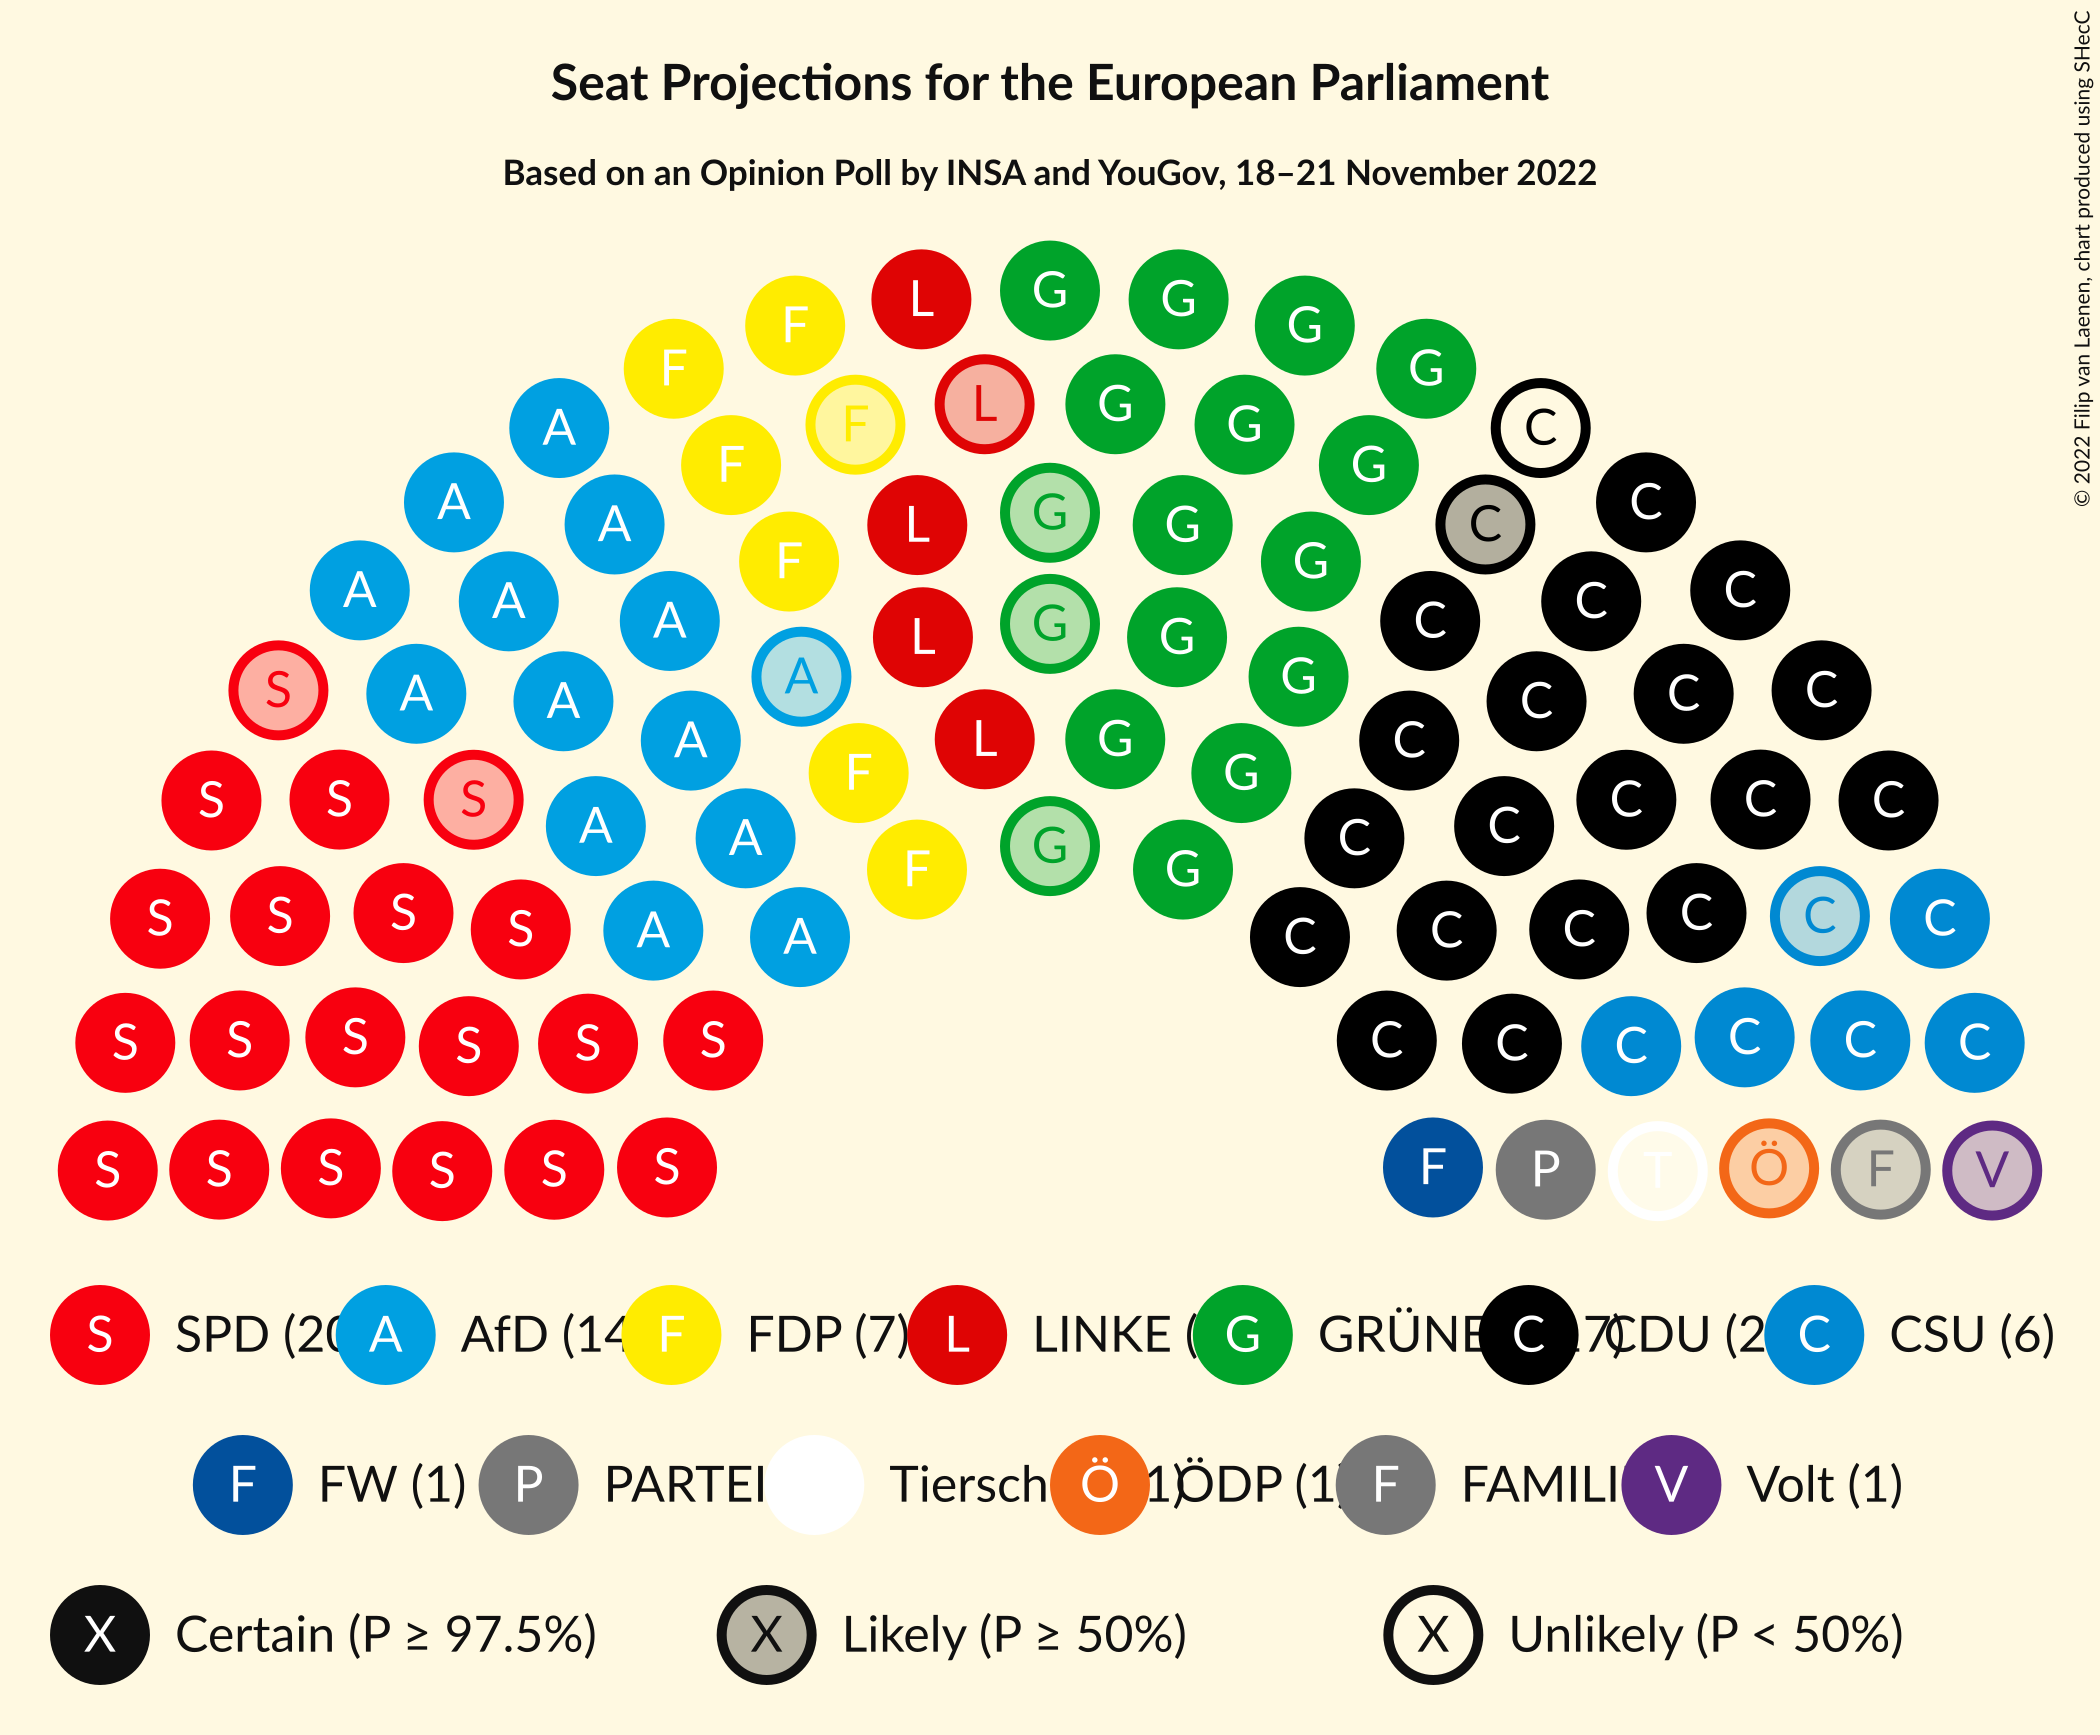 Seat Projections for the European Parliament
Based on an Opinion Poll by INSA and YouGov, 18–21 November 2022
© 2022 Filip van Laenen, chart produced using SHecC
L G G G
F G
F L G G
A F G C
F G
A A F L G G C C
G
A A A F G C C C
L G
S A A A A G C C C
A L G C
S S S A A F G C C C C C
F G G
S S S S A A C C C C C C
S S S S S S C C C C C C
S S S S S S F P T Ö F V
S SPD (20 A AfD (14 F FDP (7) L LINKE ( G GRÜNE C 7) CDU (2 C CSU (6)
F FW (1) P PARTEI Tiersch Ö 1) ÖDP (1 F FAMILI V Volt (1)
X Certain (P ≥ 97.5%) X Likely (P ≥ 50%) X Unlikely (P < 50%)